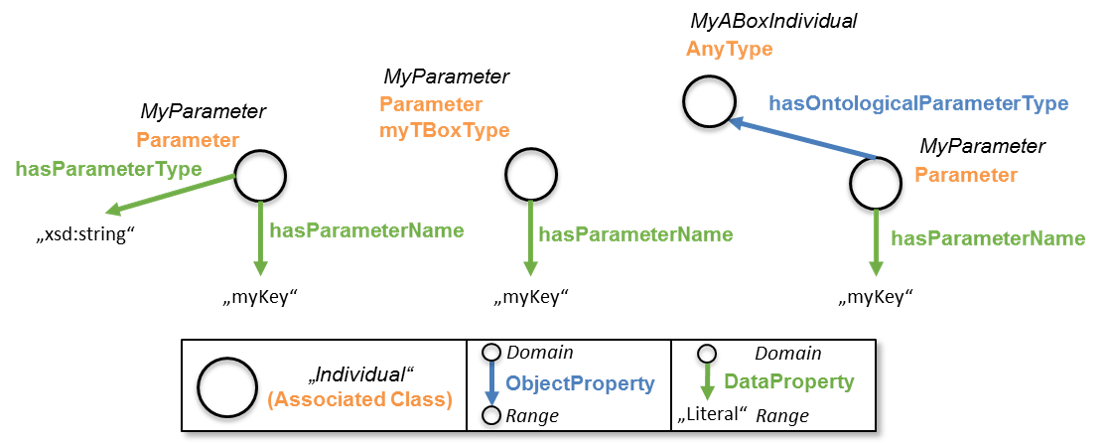 MyABoxIndividual
AnyType
MyParameter
Parameter
myTBoxType
hasOntologicalParameterType
MyParameter
Parameter
hasParameterType
MyParameter
Parameter
„xsd:string“
hasParameterName
hasParameterName
hasParameterName
„myKey“
„myKey“
„myKey“
„Individual“
(Associated Class)
Domain
ObjectProperty
Range
Domain
DataProperty
„Literal“ Range